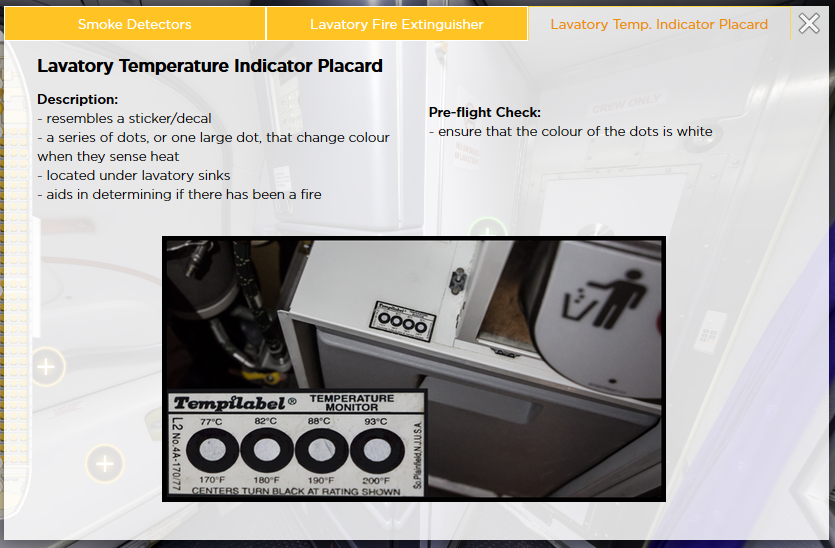 Smoke Detectors
Lavatory Fire Extinguisher
Lavatory Temp. Indicator Placard
Lavatory Temperature Indicator Placard
Description:
- resembles a sticker/decal
- a series of dots, or one large dot, that change colour
when they sense heat
- located under lavatory sinks
- aids in determining if there has been a fire
Pre-flight Check:
- ensure that the colour of the dots is white
CREW ONLY
Tempilabel
Tempilabel® TEMPERATURE
MONITOR
L2 No.4A-170/77
77°C 82°C 88°C 93°C
170°F 180°F 190°F 200°F
CENTERS TURN BLACK AT RATING SHOWN
So.Plainfield,N.J.U.S.A.